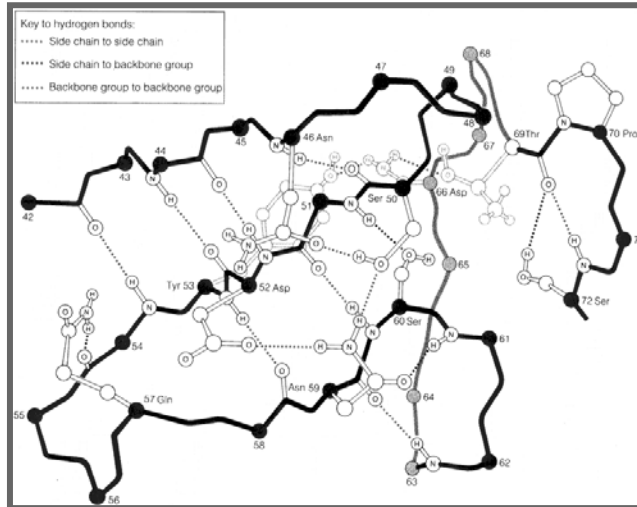 Key to hydrogen bonds:
Side chain to side chain
Side chain to backbone group
Backbone group to backbone group
47
49
68
48
67
46 Asn
45
44
43
42
69Thr
70 Pro
66 Asp
Ser 50
51
Tyr 53
52 Asp
65
72 Ser
60 Ser
61
54
Asn 59
64
57 Gln
55
58
56
63
62
N
H
O